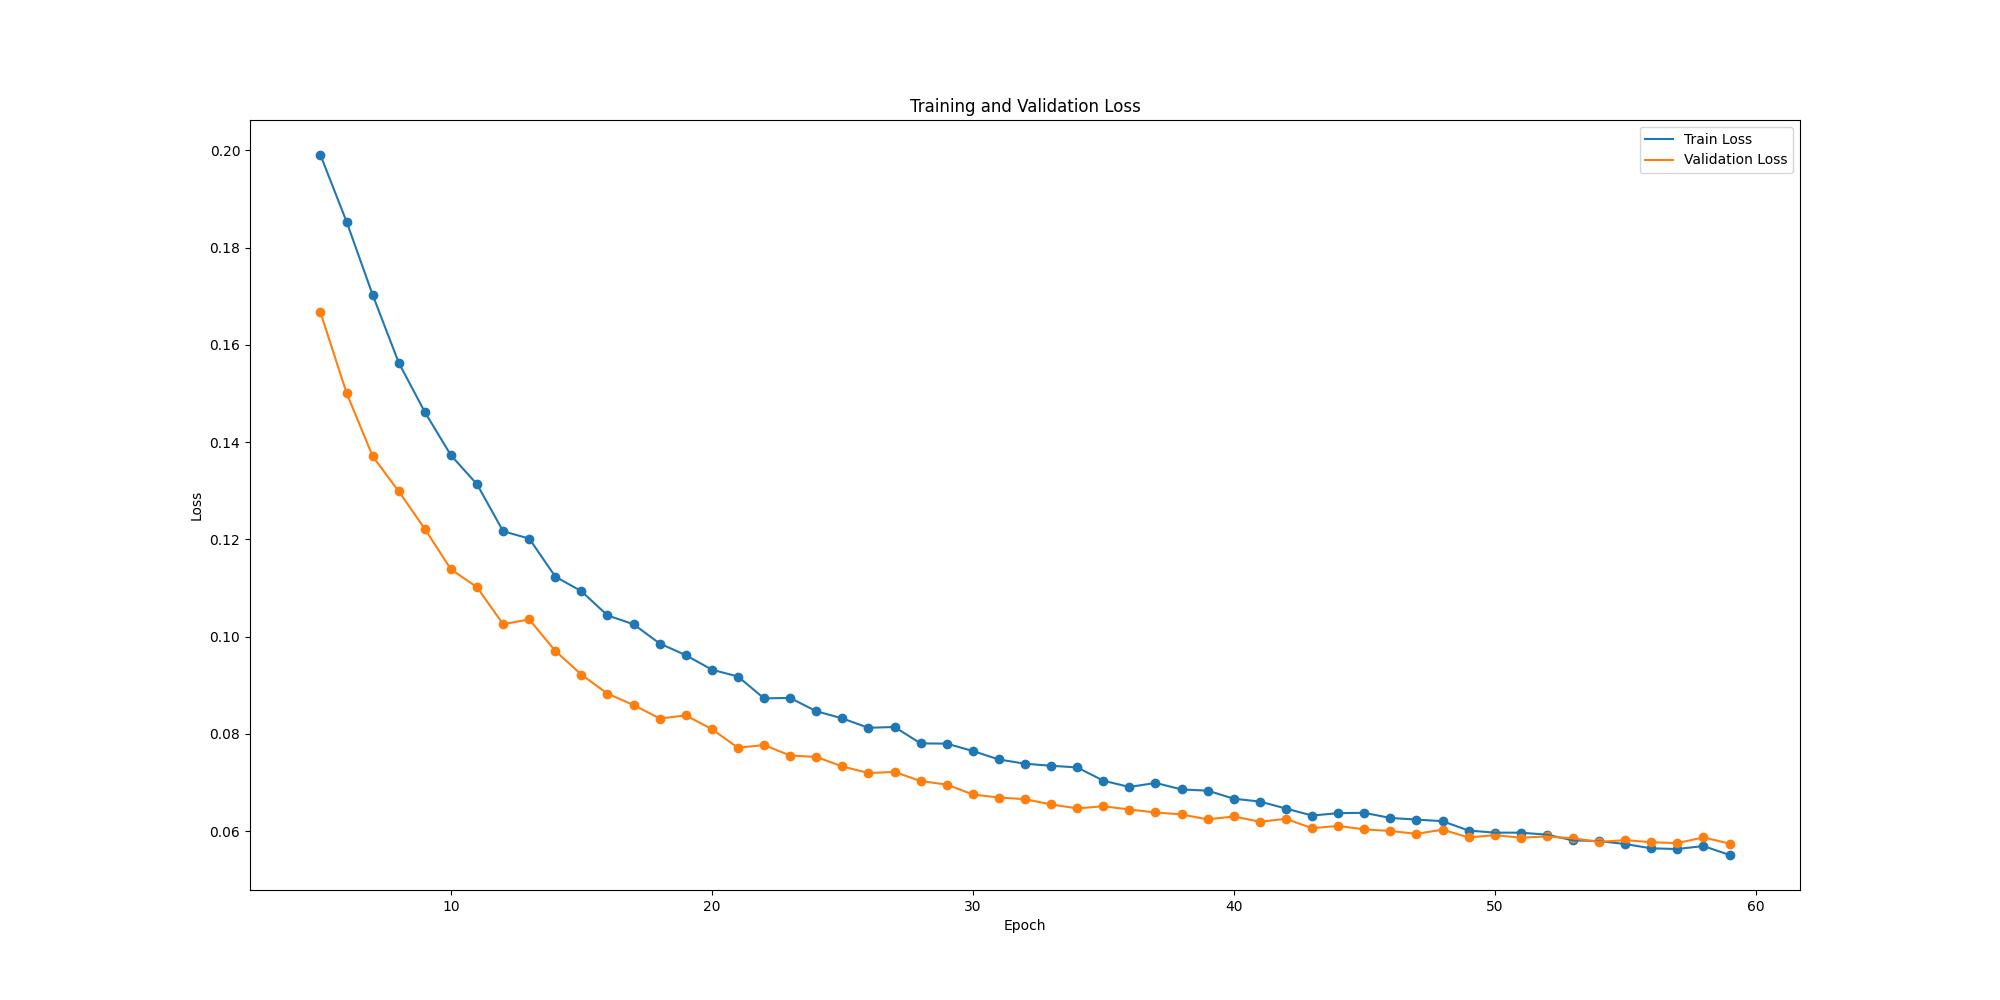 Training and Validation Loss
Train Loss
Validation Loss
0.20
0.18
0.16
0.14
0.12
0.10
0.08
0.06
Loss
10 20 30 40 50 60
Epoch